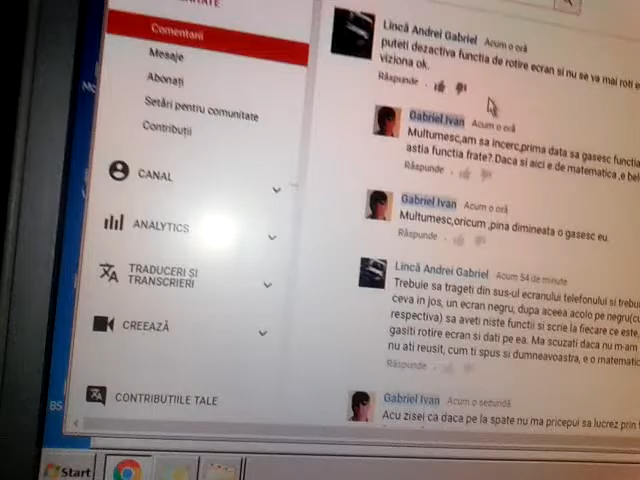 Comentarii
Mesaje
Abonați
Setări pentru comunitate
Contribuții
CANAL
ANALYTICS
TRADUCERI ȘI
TRANSCRIERI
CREEAZĂ
CONTRIBUȚIILE TALE
Lincă Andrei Gabriel Acum o oră
puteti dezactiva functia de rotire ecran si nu se va mai roti
viziona ok.
Răspunde
Gabriel Ivan Acum o oră
Multumesc,am sa incerc,prima data sa gasesc
astia functia frate?.Daca si aici e de matematica ,e
Răspunde
Gabriel Ivan Acum o oră
Multumesc,oricum ,pina dimineata o gasesc eu.
Răspunde
Lincă Andrei Gabriel Acum 54 de minute
Trebuie sa trageti din sus-ul ecranului telefonului si
ceva in jos, un ecran negru, dupa aceea acolo pe
respectiva) sa aveti niste functii si scrie la fiecare ce este,
gasiti rotire ecran si dati pe ea. Ma scuzati daca nu m-am
nu ati reusit, cum ti spus si dumneavoastra, e o
Răspunde
Gabriel Ivan Acum o secundă
Acu zisei ca daca pe la spate nu ma pricepui sa lucrez prin
BS
Start